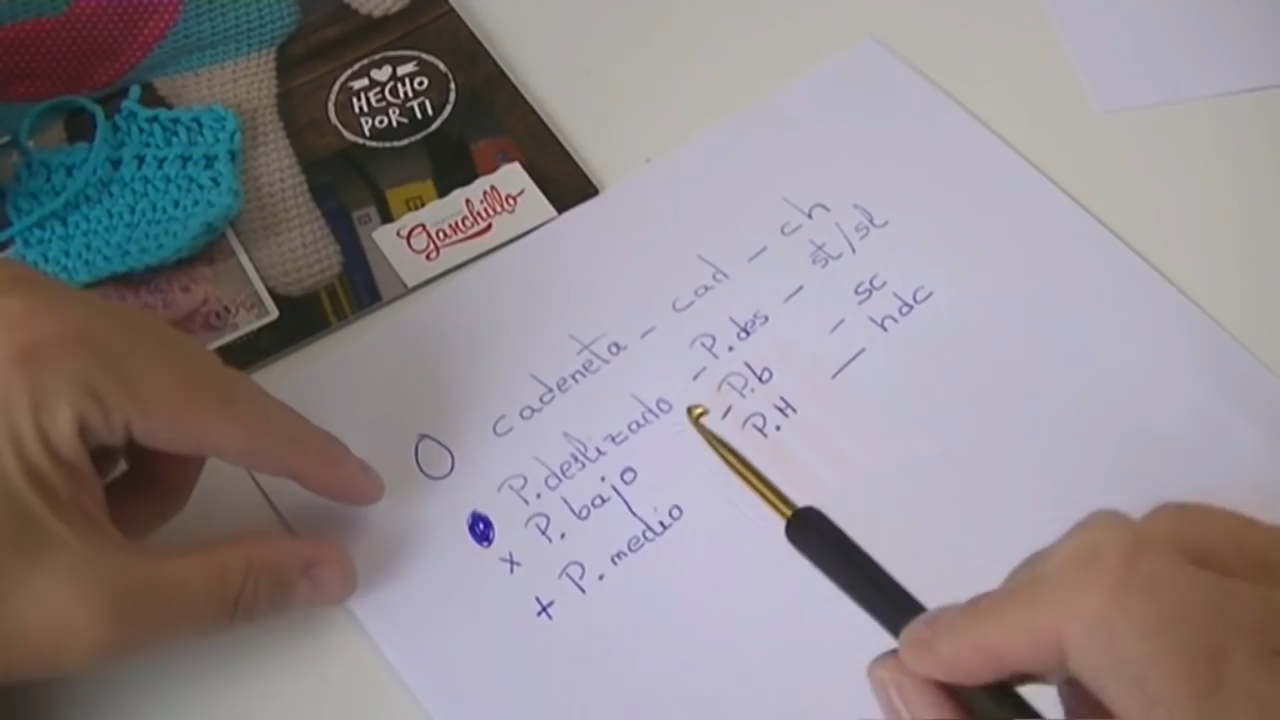 HECHO
POR TI
ganchillo
O cadeneta - cad - ch
P. deslizado - P. des - st/sl
x P. bajo - P.b - sc
+ P. medio P.H - hdc